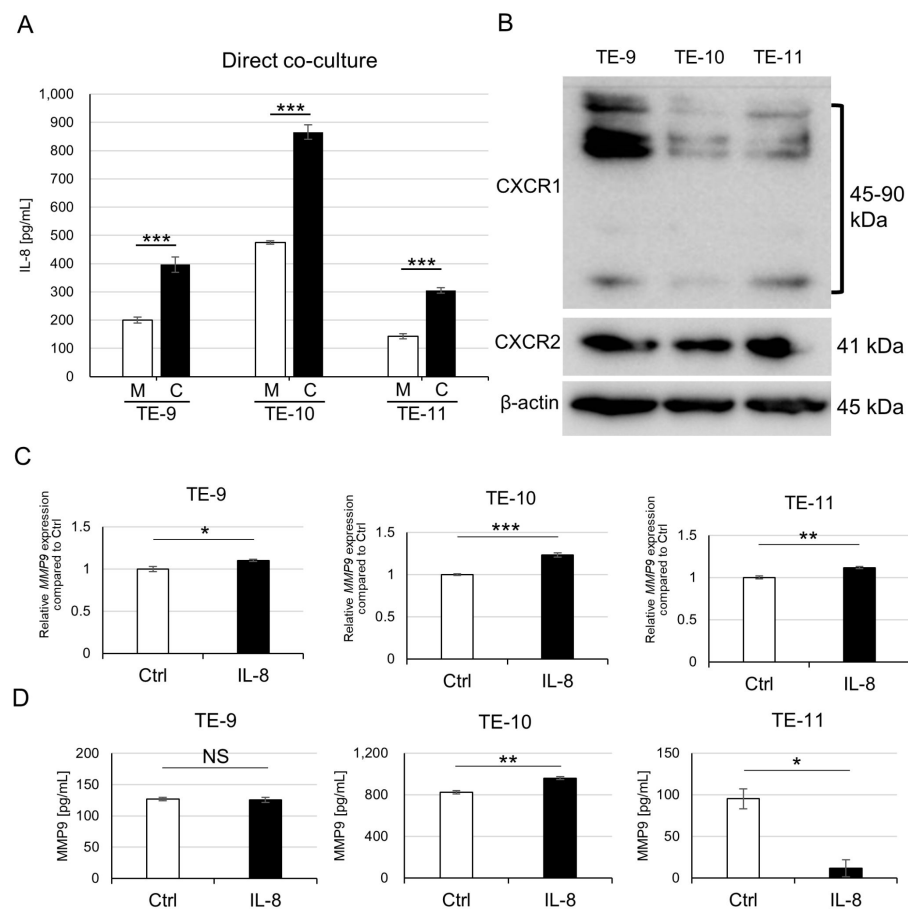 A
Direct co-culture
IL-8 [pg/mL]
1,000
900
800
700
600
500
400
300
200
100
0
***
***
***
M C M C M C
TE-9 TE-10 TE-11
B
TE-9 TE-10 TE-11
CXCR1
45-90
kDa
CXCR2
41 kDa
β-actin
45 kDa
C
TE-9
Relative MMP9 expression
compared to Ctrl
1.5
1
0.5
0
*
Ctrl IL-8
TE-10
Relative MMP9 expression
compared to Ctrl
1.5
1
0.5
0
***
Ctrl IL-8
TE-11
Relative MMP9 expression
compared to Ctrl
1.5
1
0.5
0
**
Ctrl IL-8
D
TE-9
MMP9 [pg/mL]
200
150
100
50
0
NS
Ctrl IL-8
TE-10
MMP9 [pg/mL]
1,200
800
400
0
**
Ctrl IL-8
TE-11
MMP9 [pg/mL]
150
100
50
0
*
Ctrl IL-8